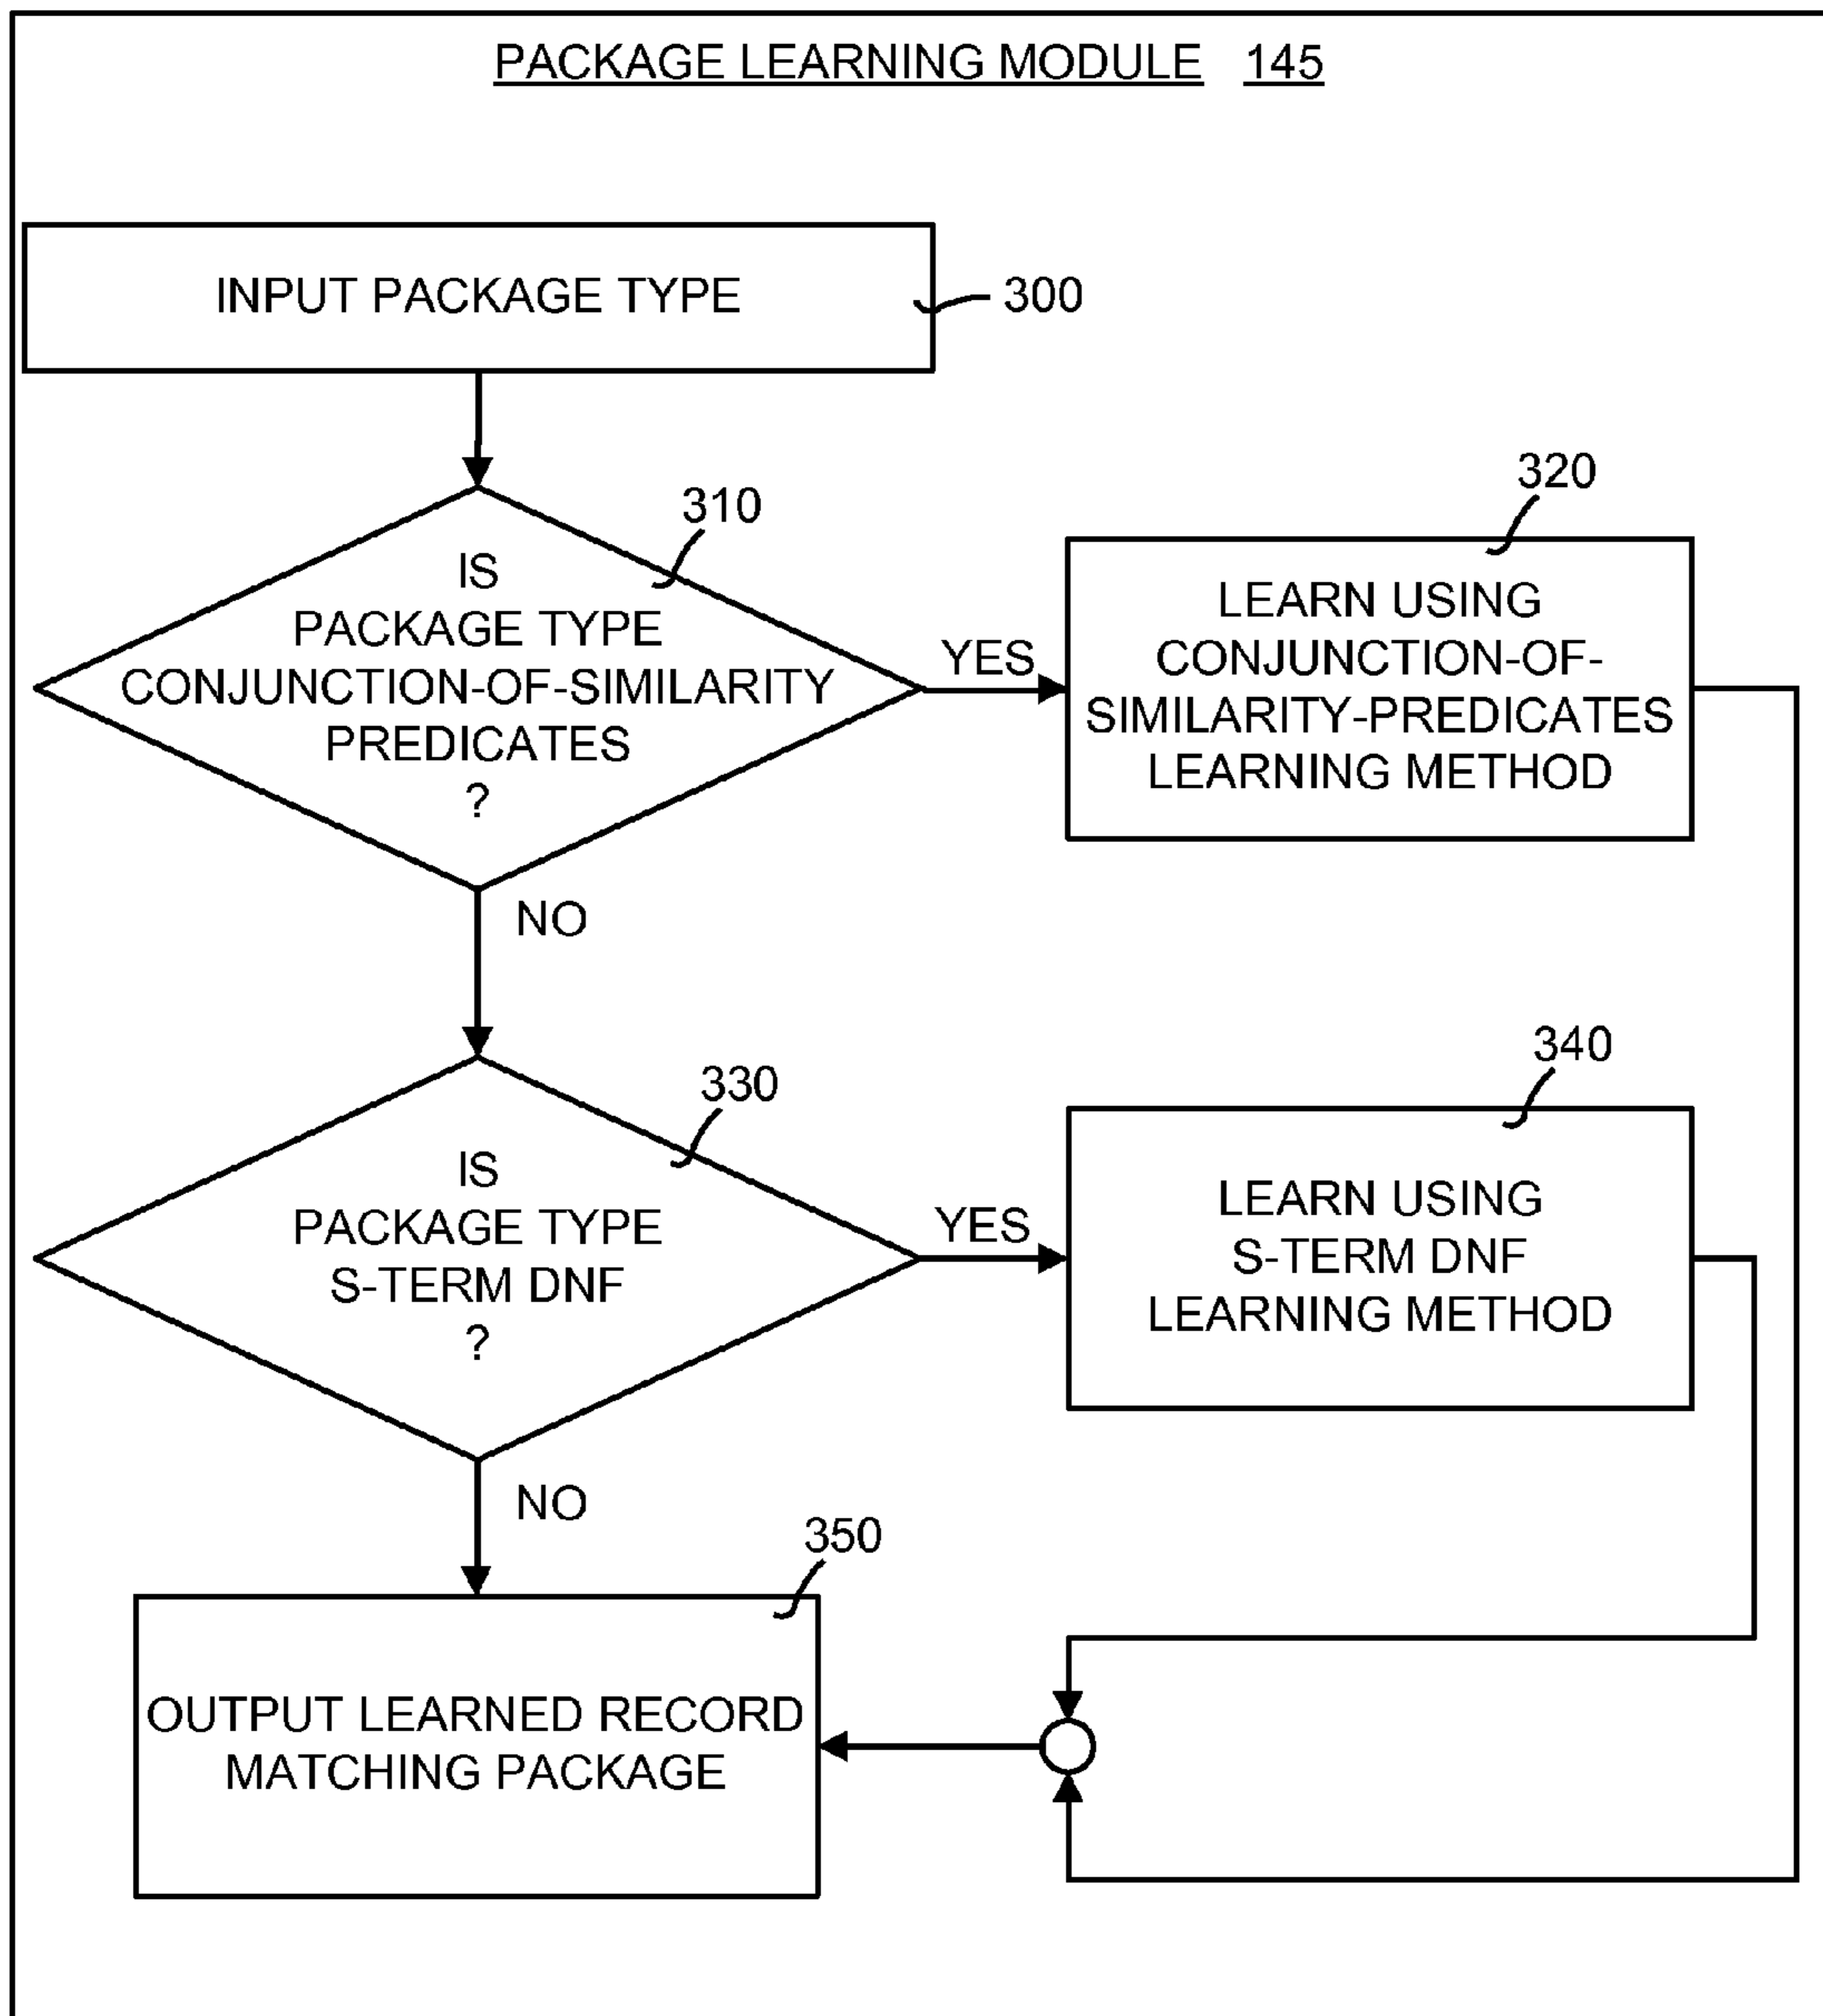 PACKAGE LEARNING MODULE 145
INPUT PACKAGE TYPE
300
310
IS
PACKAGE TYPE
CONJUNCTION-OF-SIMILARITY
PREDICATES
?
YES
320
LEARN USING
CONJUNCTION-OF-
SIMILARITY-PREDICATES
LEARNING METHOD
NO
330
IS
PACKAGE TYPE
S-TERM DNF
?
YES
340
LEARN USING
S-TERM DNF
LEARNING METHOD
NO
350
OUTPUT LEARNED RECORD
MATCHING PACKAGE